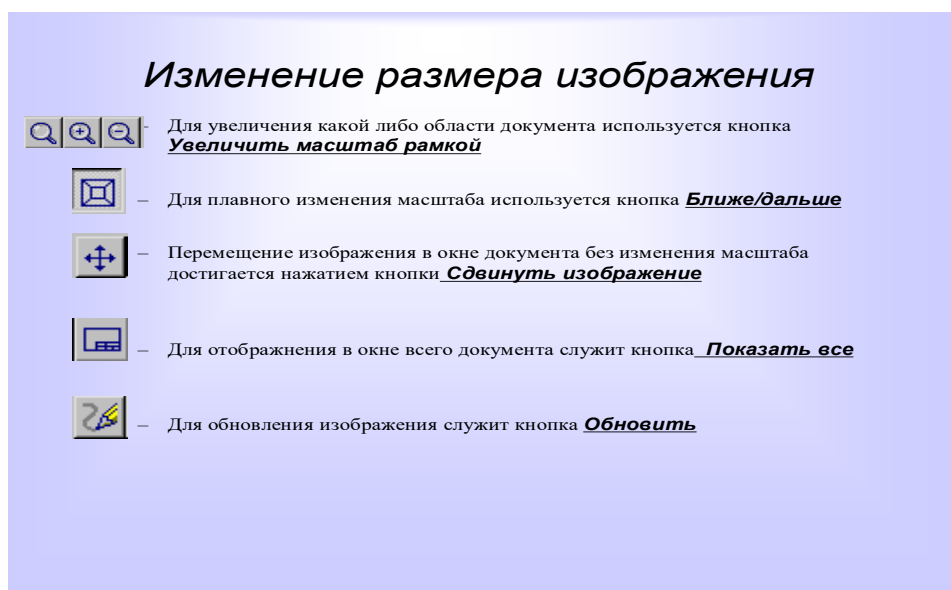 Изменение размера изображения
- Для увеличения какой либо области документа используется кнопка
Увеличить масштаб рамкой
– Для плавного изменения масштаба используется кнопка Ближе/дальше
– Перемещение изображения в окне документа без изменения масштаба
достигается нажатием кнопки Сдвинуть изображение
– Для отображнения в окне всего документа служит кнопка Показать все
– Для обновления изображения служит кнопка Обновить